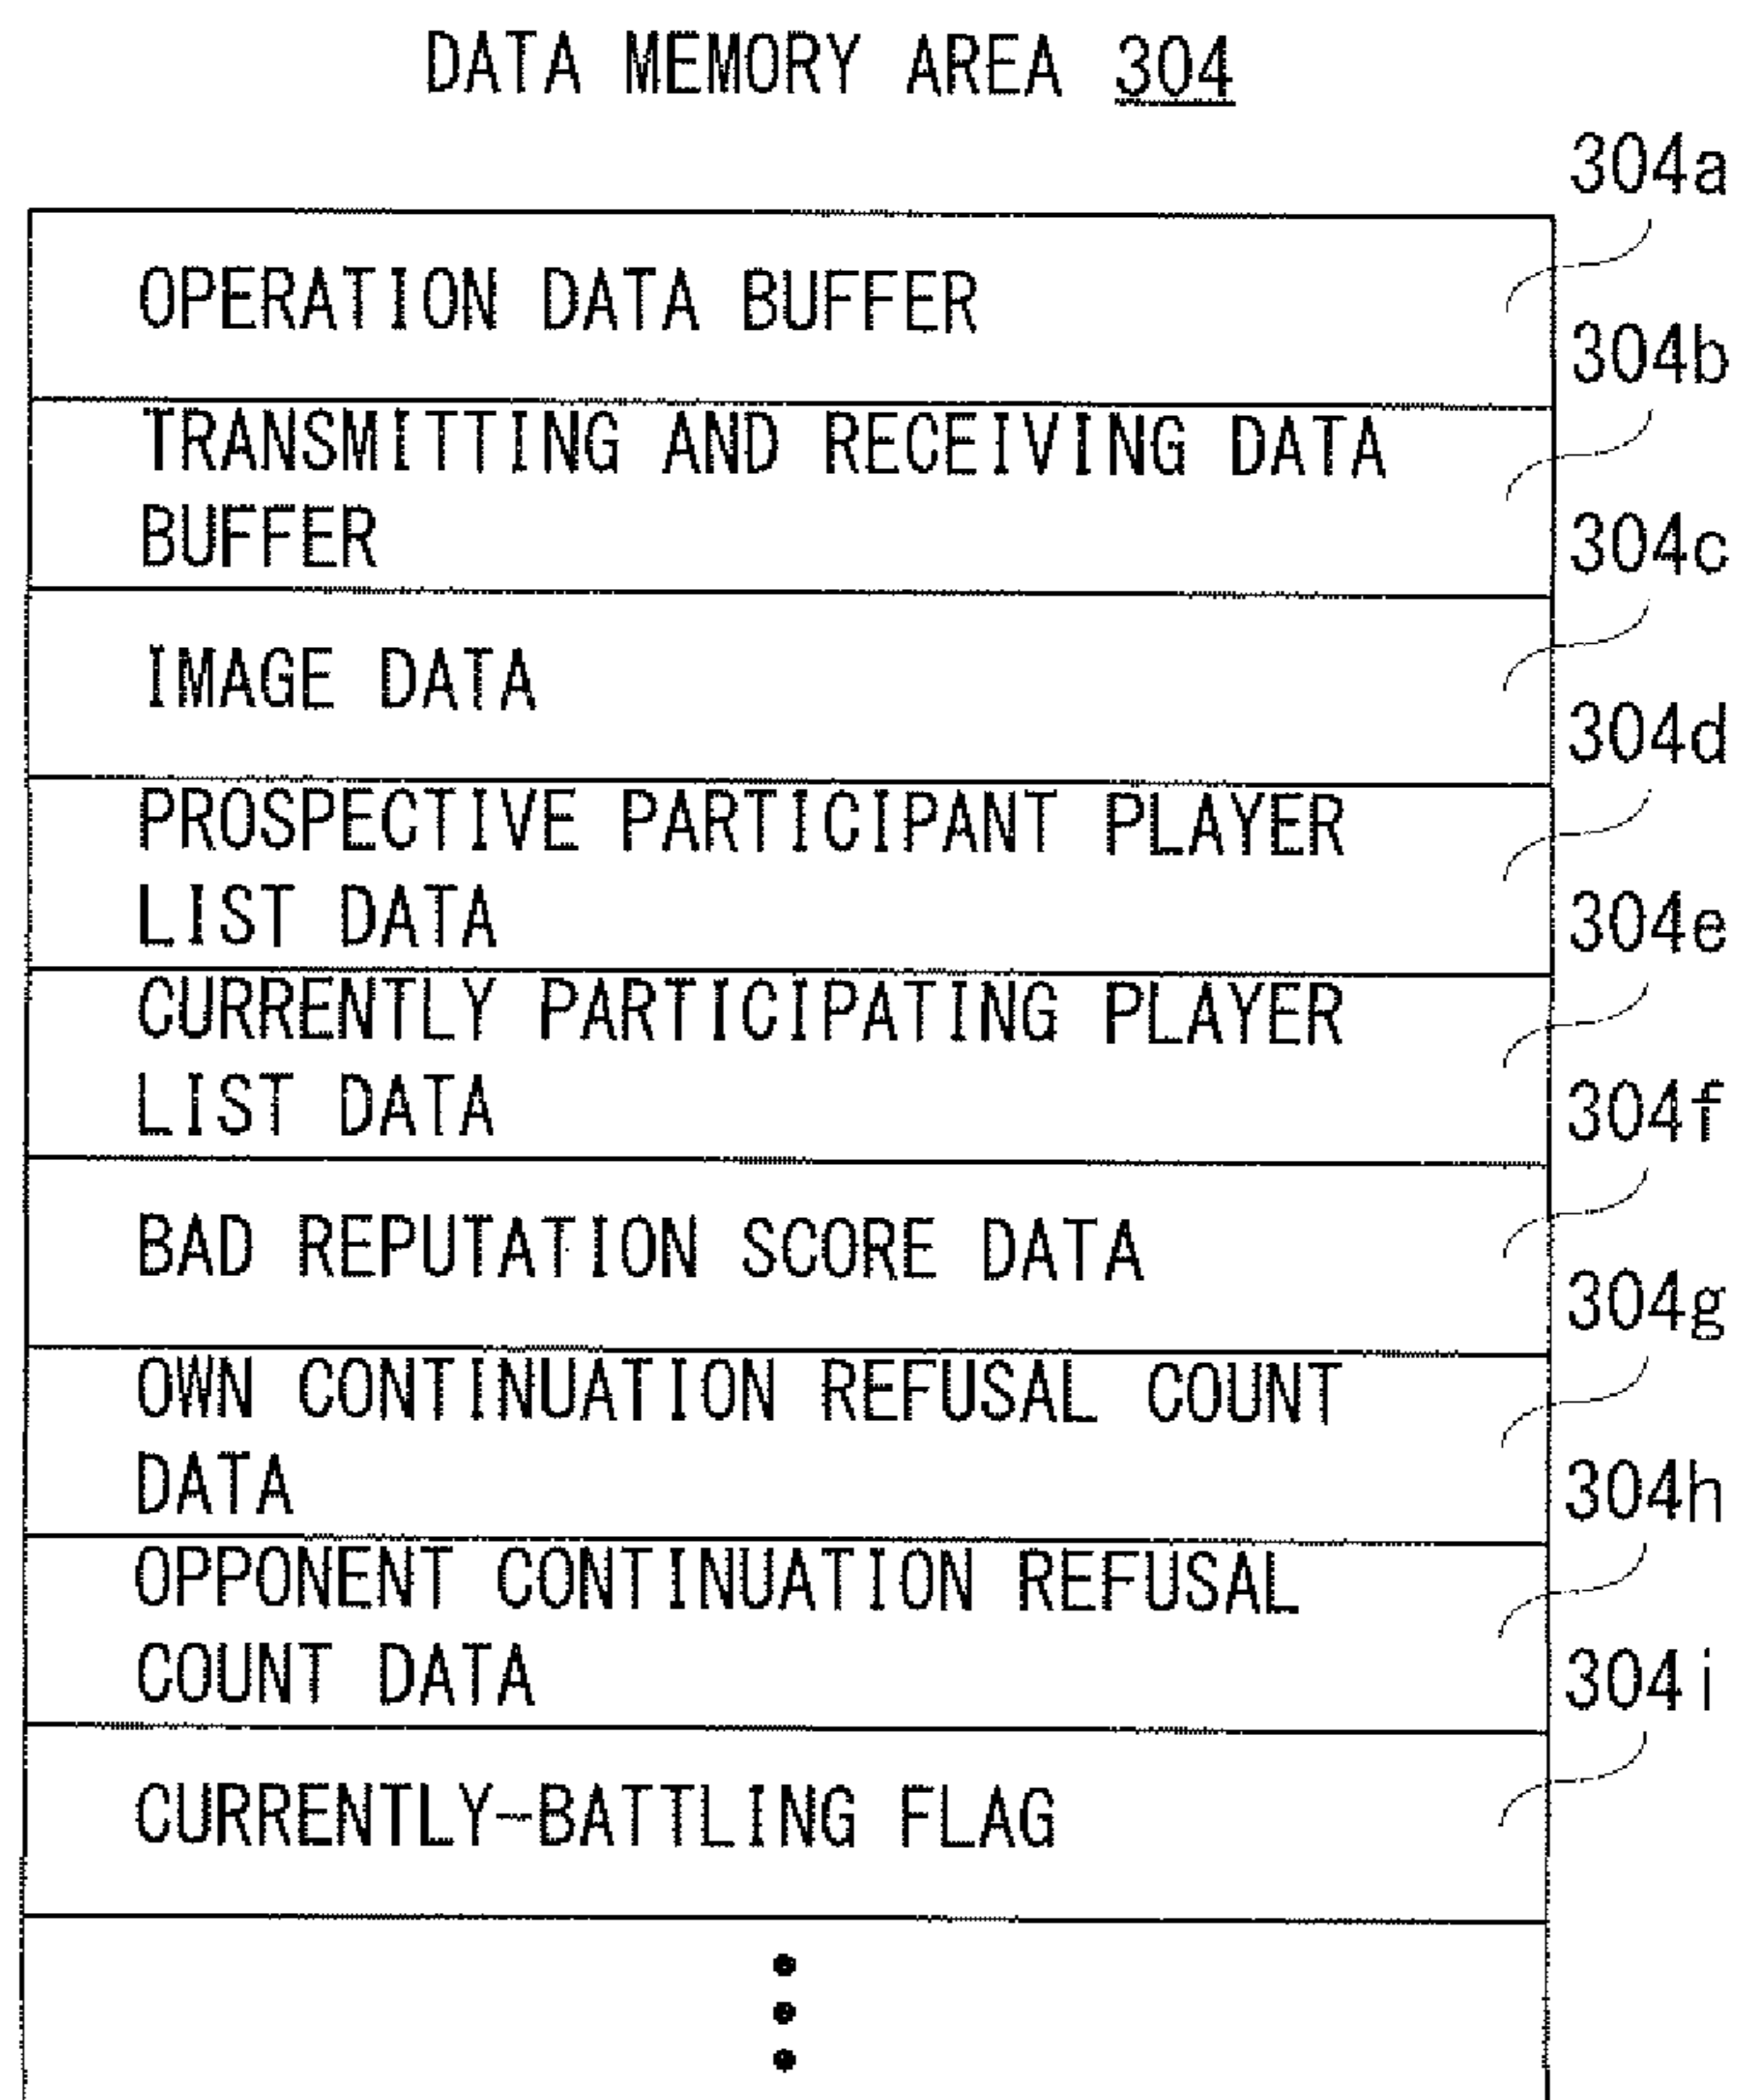 DATA MEMORY AREA 304
304a
OPERATION DATA BUFFER
304b
TRANSMITTING AND RECEIVING DATA
BUFFER
304c
IMAGE DATA
304d
PROSPECTIVE PARTICIPANT PLAYER
LIST DATA
304e
CURRENTLY PARTICIPATING PLAYER
LIST DATA
304f
BAD REPUTATION SCORE DATA
304g
OWN CONTINUATION REFUSAL COUNT
DATA
304h
OPPONENT CONTINUATION REFUSAL
COUNT DATA
304i
CURRENTLY-BATTLING FLAG